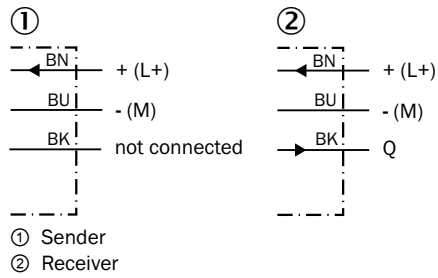 ① ②
BN + (L+) BN + (L+)
BU - (M) BU - (M)
BK not connected BK Q
① Sender
② Receiver